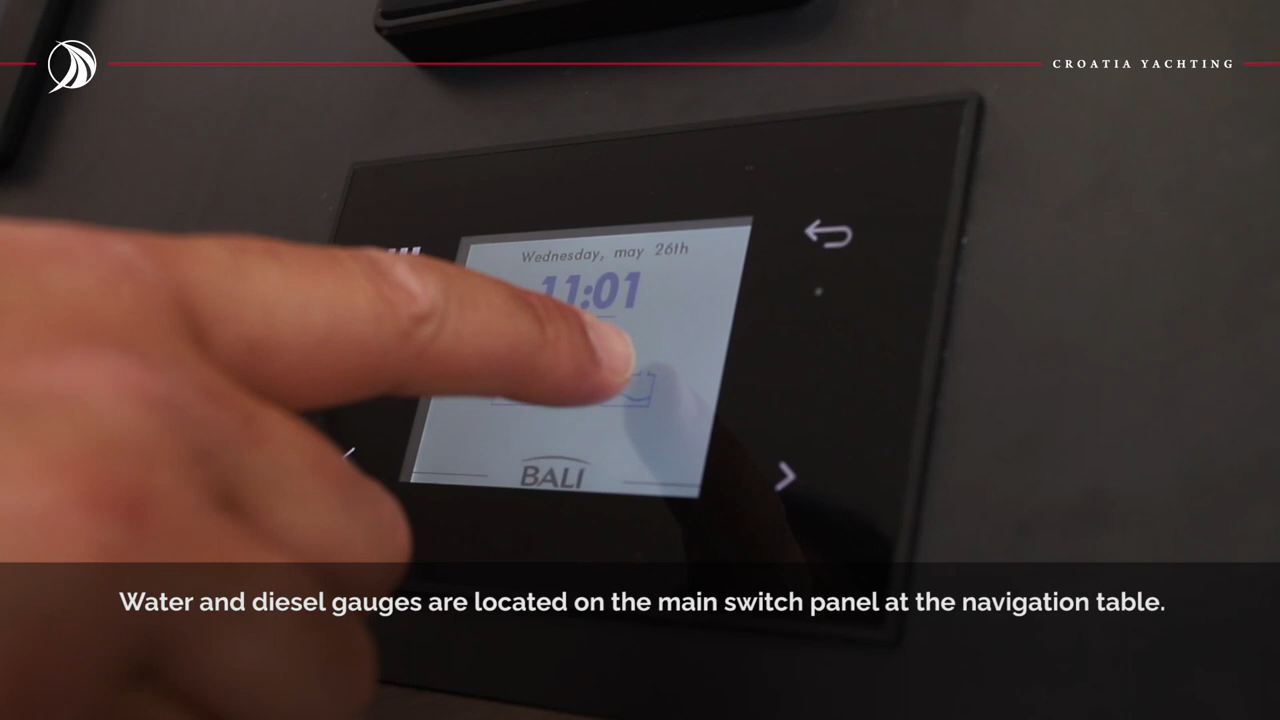 CROATIA YACHTING
Wednesday, may 26th
11:01
BALI
Water and diesel gauges are located on the main switch panel at the navigation table.